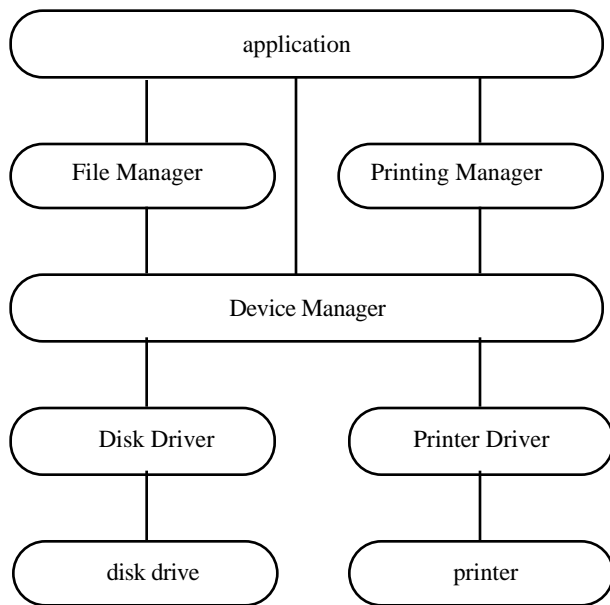 application
File Manager
Printing Manager
Device Manager
Disk Driver
Printer Driver
disk drive
printer